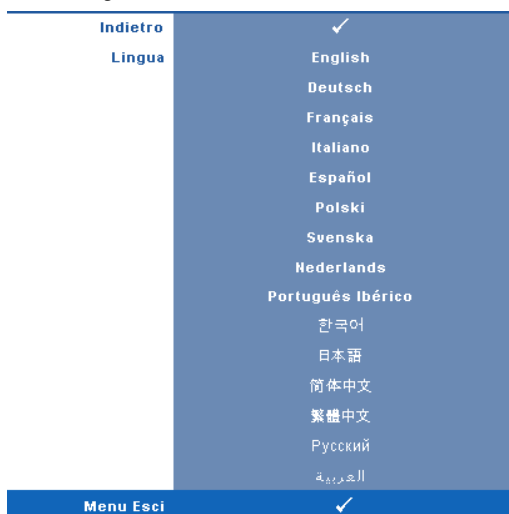 Indietro ✓
Lingua English
Deutsch
Français
Italiano
Español
Polski
Svenska
Nederlands
Português Ibérico
한국어
日本語
简体中文
繁體中文
Русский
العربية
Menu Esci ✓